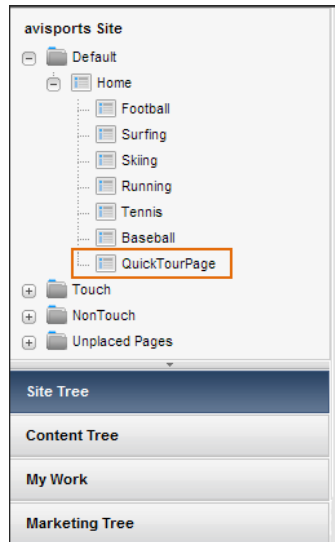 avisports Site
Default
Home
Football
Surfing
Skiing
Running
Tennis
Baseball
QuickTourPage
Touch
NonTouch
Unplaced Pages
Site Tree
Content Tree
My Work
Marketing Tree